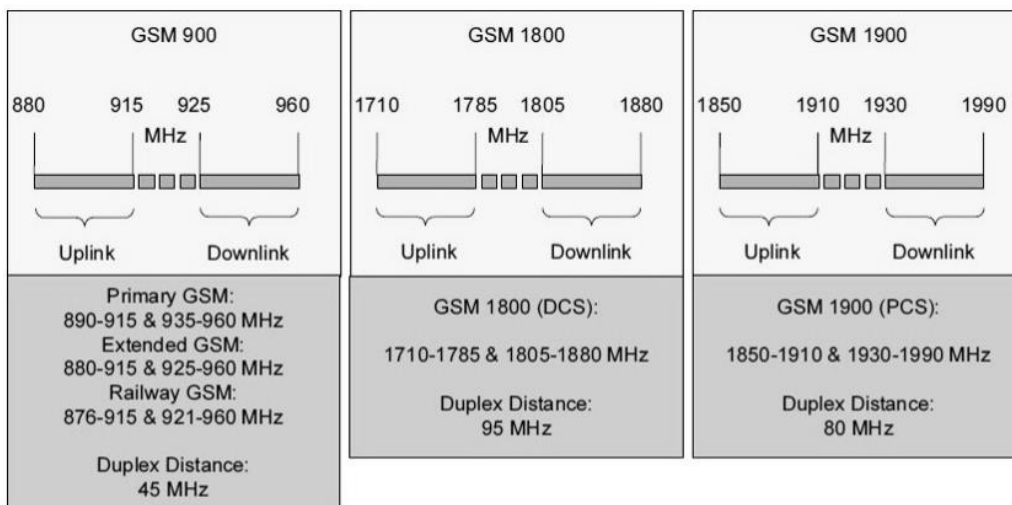 GSM 900
880 915 925 960
MHz
Uplink Downlink
Primary GSM:
890-915 & 935-960 MHz
Extended GSM:
880-915 & 925-960 MHz
Railway GSM:
876-915 & 921-960 MHz
Duplex Distance:
45 MHz
GSM 1800
1710 1785 1805 1880
MHz
Uplink Downlink
GSM 1800 (DCS):
1710-1785 & 1805-1880 MHz
Duplex Distance:
95 MHz
GSM 1900
1850 1910 1930 1990
MHz
Uplink Downlink
GSM 1900 (PCS):
1850-1910 & 1930-1990 MHz
Duplex Distance:
80 MHz